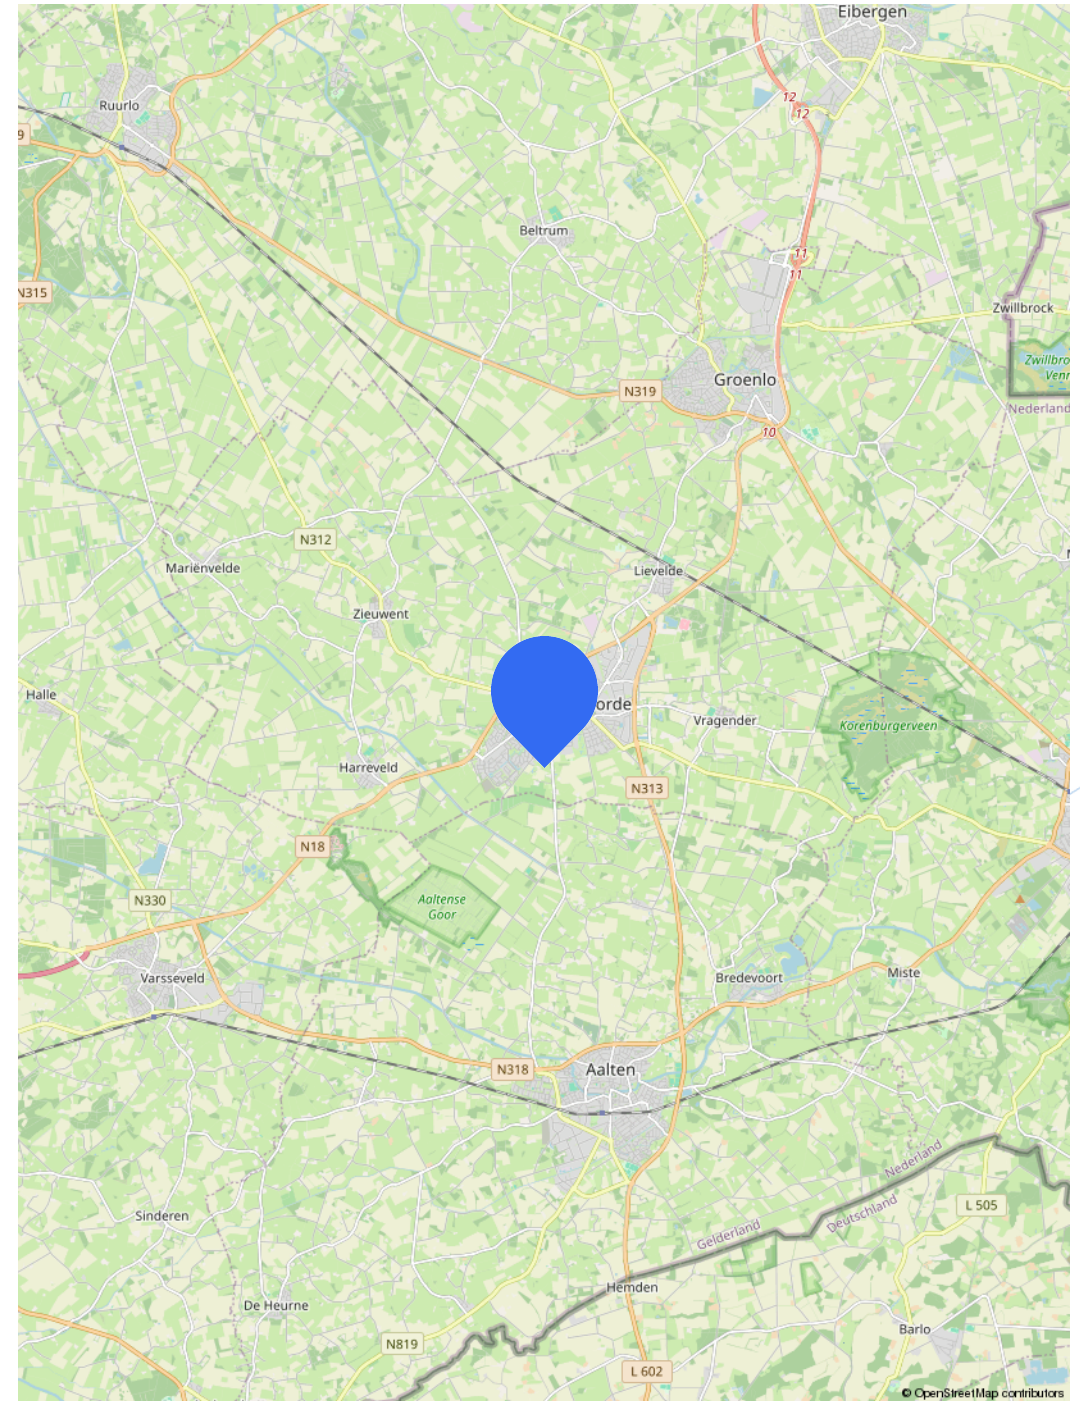 Eibergen
12
12
Ruurlo
9
Beltrum
11
11
N315
Zwillbrock
Zwillbro
Venn
Nederland
Groenlo
N319
10
N312
Mariënvelde
Lievelde
Zieuwent
Halle
orde
Vragender
Korenburgerveen
Harreveld
N313
N18
Aaltense
Goor
N330
Varsseveld
Bredevoort
Miste
N318
Aalten
Nederland
Deutschland
Gelderland
L 505
Sinderen
Hemden
De Heurne
Barlo
N819
L 602
© OpenStreetMap contributors